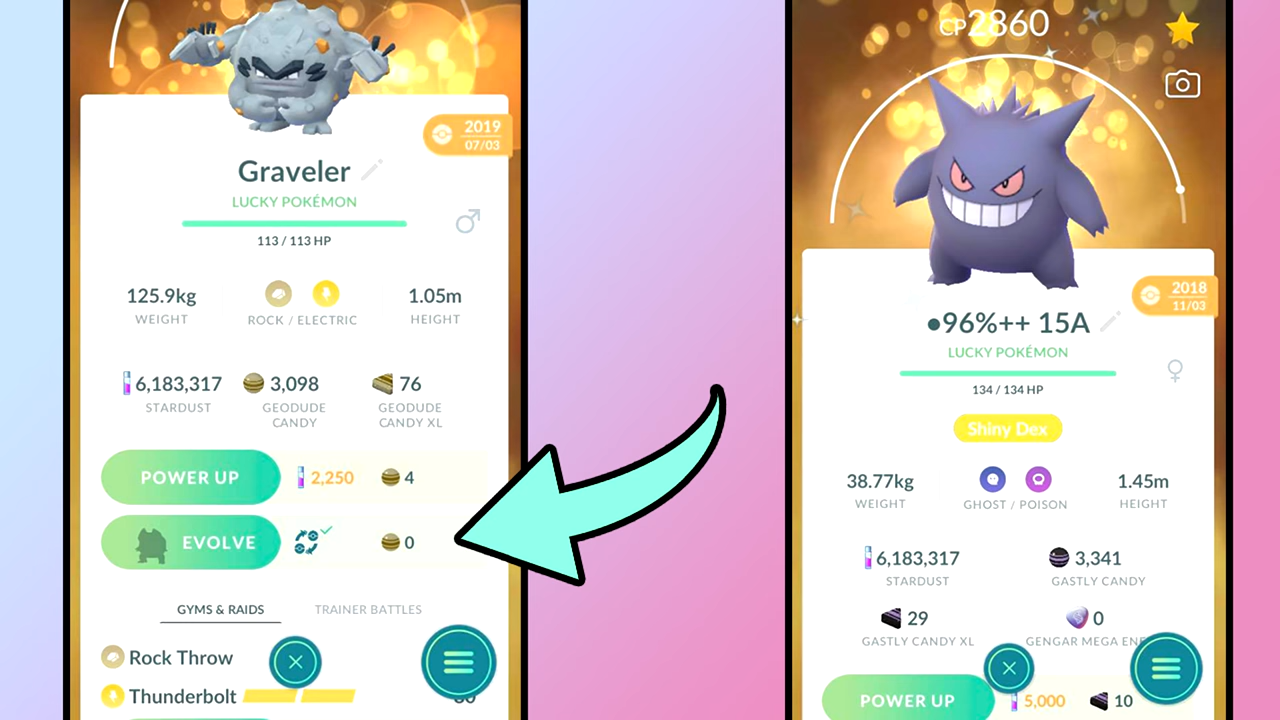 2019
07/03
Graveler
LUCKY POKÉMON
113 / 113 HP
125.9kg
WEIGHT
ROCK / ELECTRIC
1.05m
HEIGHT
6,183,317
STARDUST
3,098
GEODUDE
CANDY
76
GEODUDE
CANDY XL
POWER UP
2,250
4
EVOLVE
0
GYMS & RAIDS
TRAINER BATTLES
Rock Throw
Thunderbolt
CP2860
2018
11/03
●96%++ 15A
LUCKY POKÉMON
134 / 134 HP
Shiny Dex
38.77kg
WEIGHT
GHOST / POISON
1.45m
HEIGHT
6,183,317
STARDUST
3,341
GASTLY CANDY
29
GASTLY CANDY XL
0
GENGAR MEGA ENE
POWER UP
5,000
10